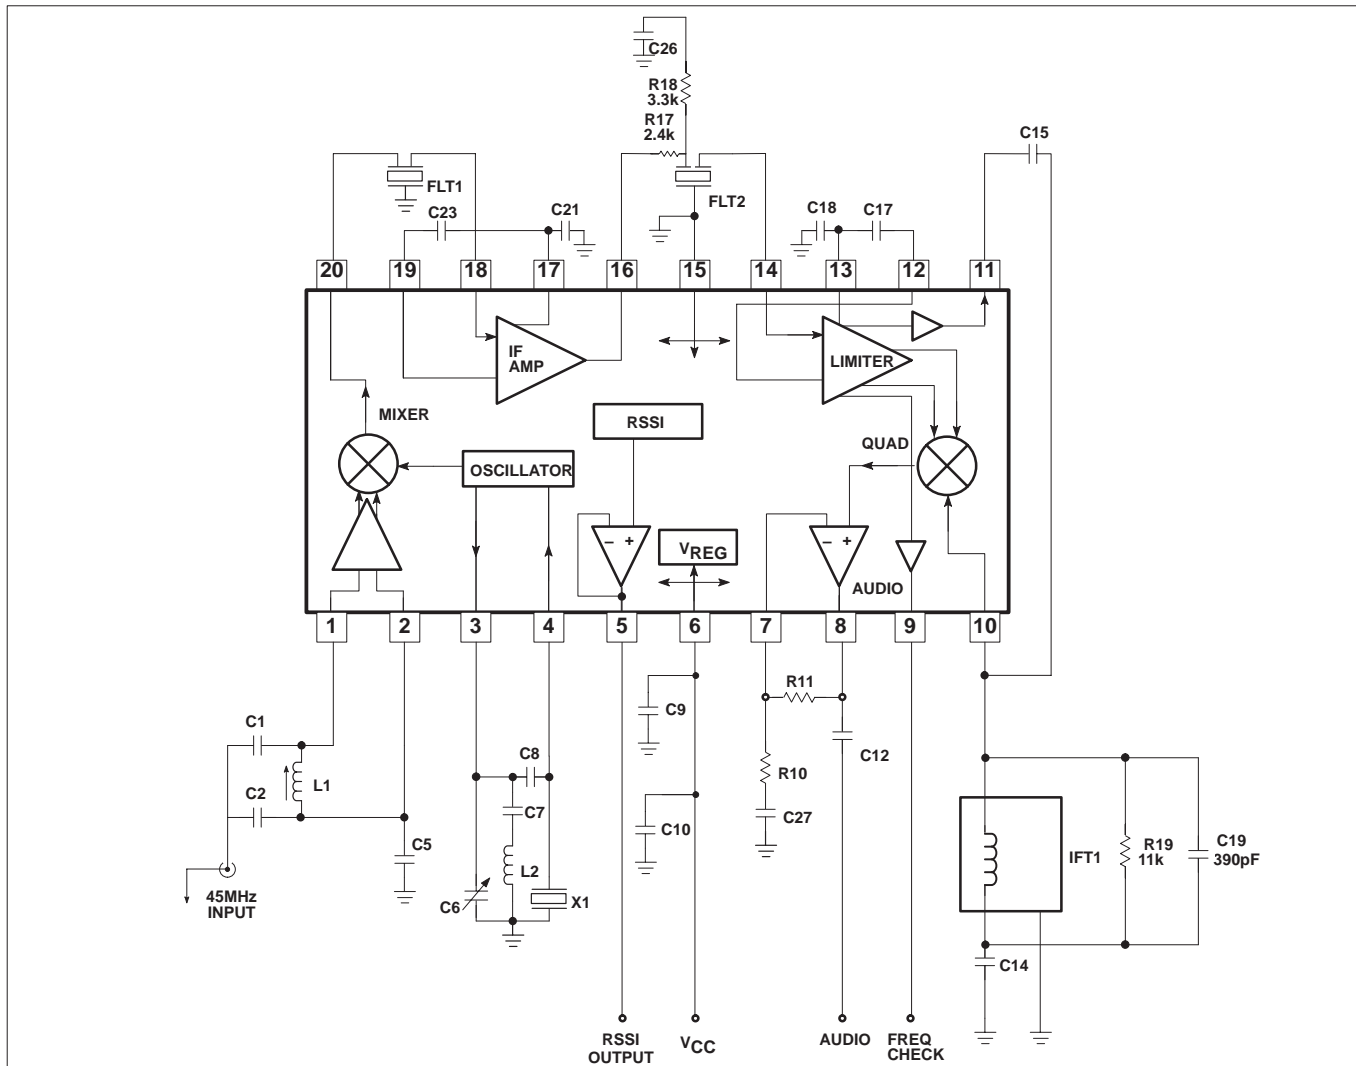 C26
R18
3.3k
R17
2.4k
C15
FLT1
FLT2
C23
C21
C18
C17
20
19
18
17
16
15
14
13
12
11
IF
AMP
LIMITER
MIXER
RSSI
QUAD
OSCILLATOR
– +
VREG
– +
AUDIO
1
2
3
4
5
6
7
8
9
10
R11
C9
C1
C12
C8
L1
R10
C2
C7
C10
C27
C5
L2
IFT1
R19
11k
C19
390pF
45MHz
INPUT
C6
X1
C14
RSSI
OUTPUT
VCC
AUDIO
FREQ
CHECK